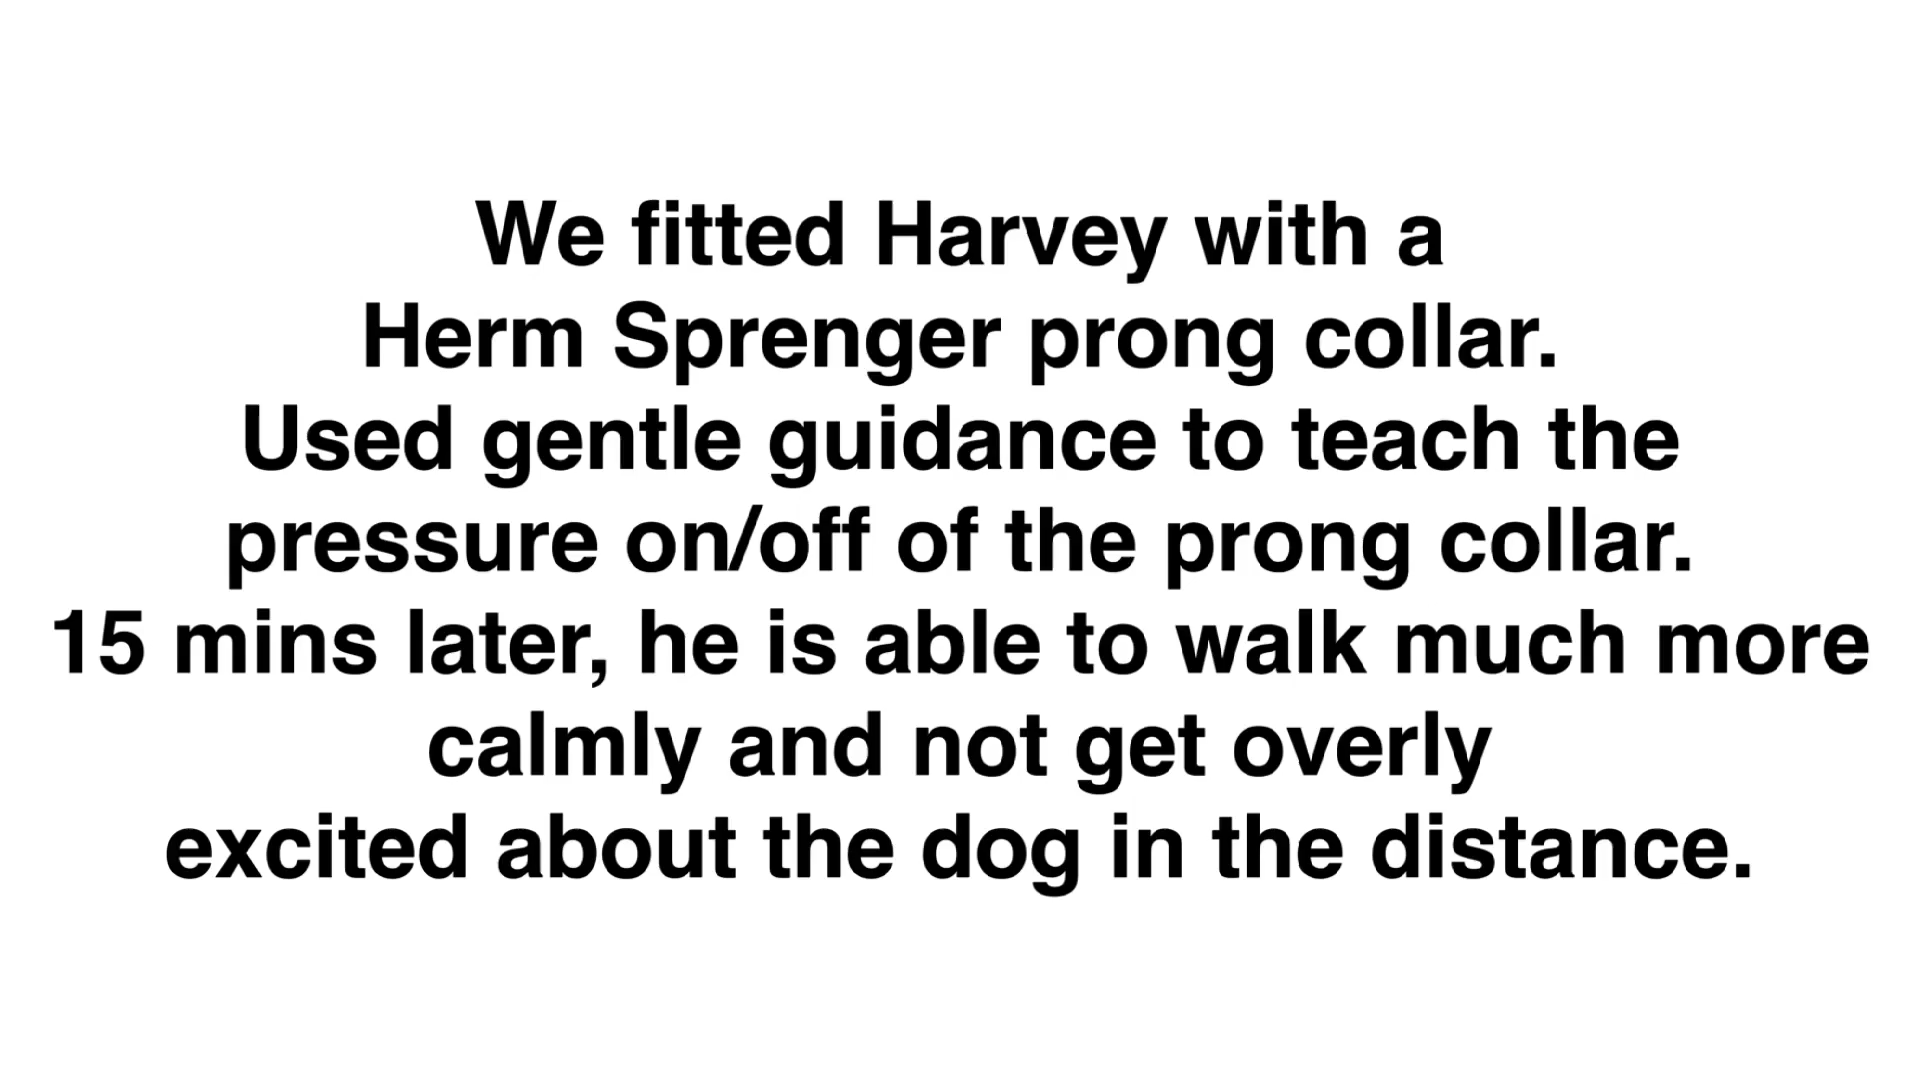 We fitted Harvey with a
Herm Sprenger prong collar.
Used gentle guidance to teach the
pressure on/off of the prong collar.
15 mins later, he is able to walk much more
calmly and not get overly
excited about the dog in the distance.